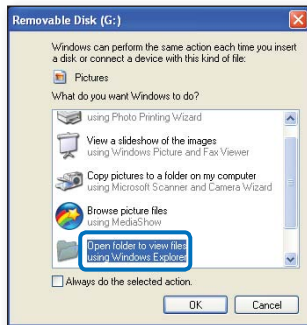 Removable Disk (G:)
Windows can perform the same action each time you insert
a disk or connect a device with this kind of file:
Pictures
What do you want Windows to do?
using Photo Printing Wizard
View a slideshow of the images
using Windows Picture and Fax Viewer
Copy pictures to a folder on my computer
using Microsoft Scanner and Camera Wizard
Browse picture files
using MediaShow
Open folder to view files
using Windows Explorer
Always do the selected action.
OK
Cancel